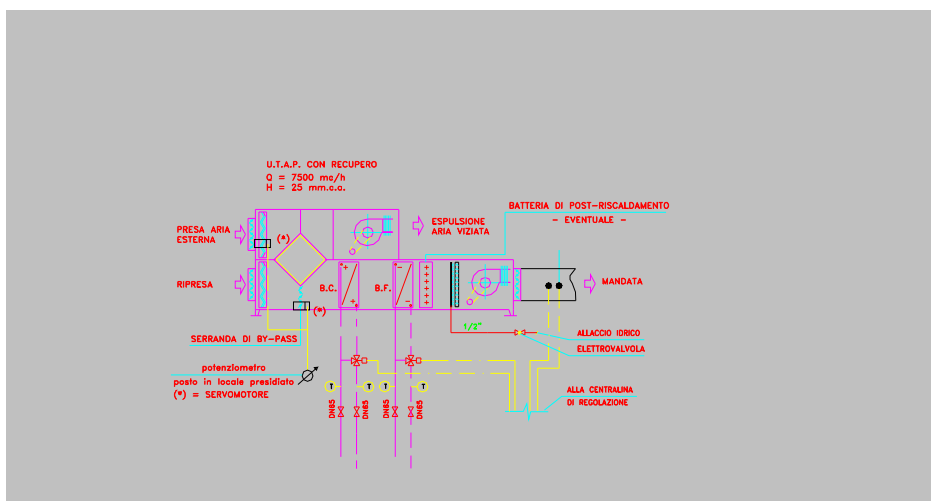 U.T.A.P. CON RECUPERO
Q = 7500 mc/h
H = 25 mm.c.a.
BATTERIA DI POST-RISCALDAMENTO
- EVENTUALE -
PRESA ARIA
ESTERNA
(*)
ESPULSIONE
ARIA VIZIATA
RIPRESA
B.C.
B.F.
MANDATA
(*)
1/2"
SERRANDA DI BY-PASS
ALLACCIO IDRICO
ELETTROVALVOLA
potenziometro
posto in locale presidiato
(*) = SERVOMOTORE
T
T
T
T
ALLA CENTRALINA
DI REGOLAZIONE
DN65
DN65
DN65
DN65